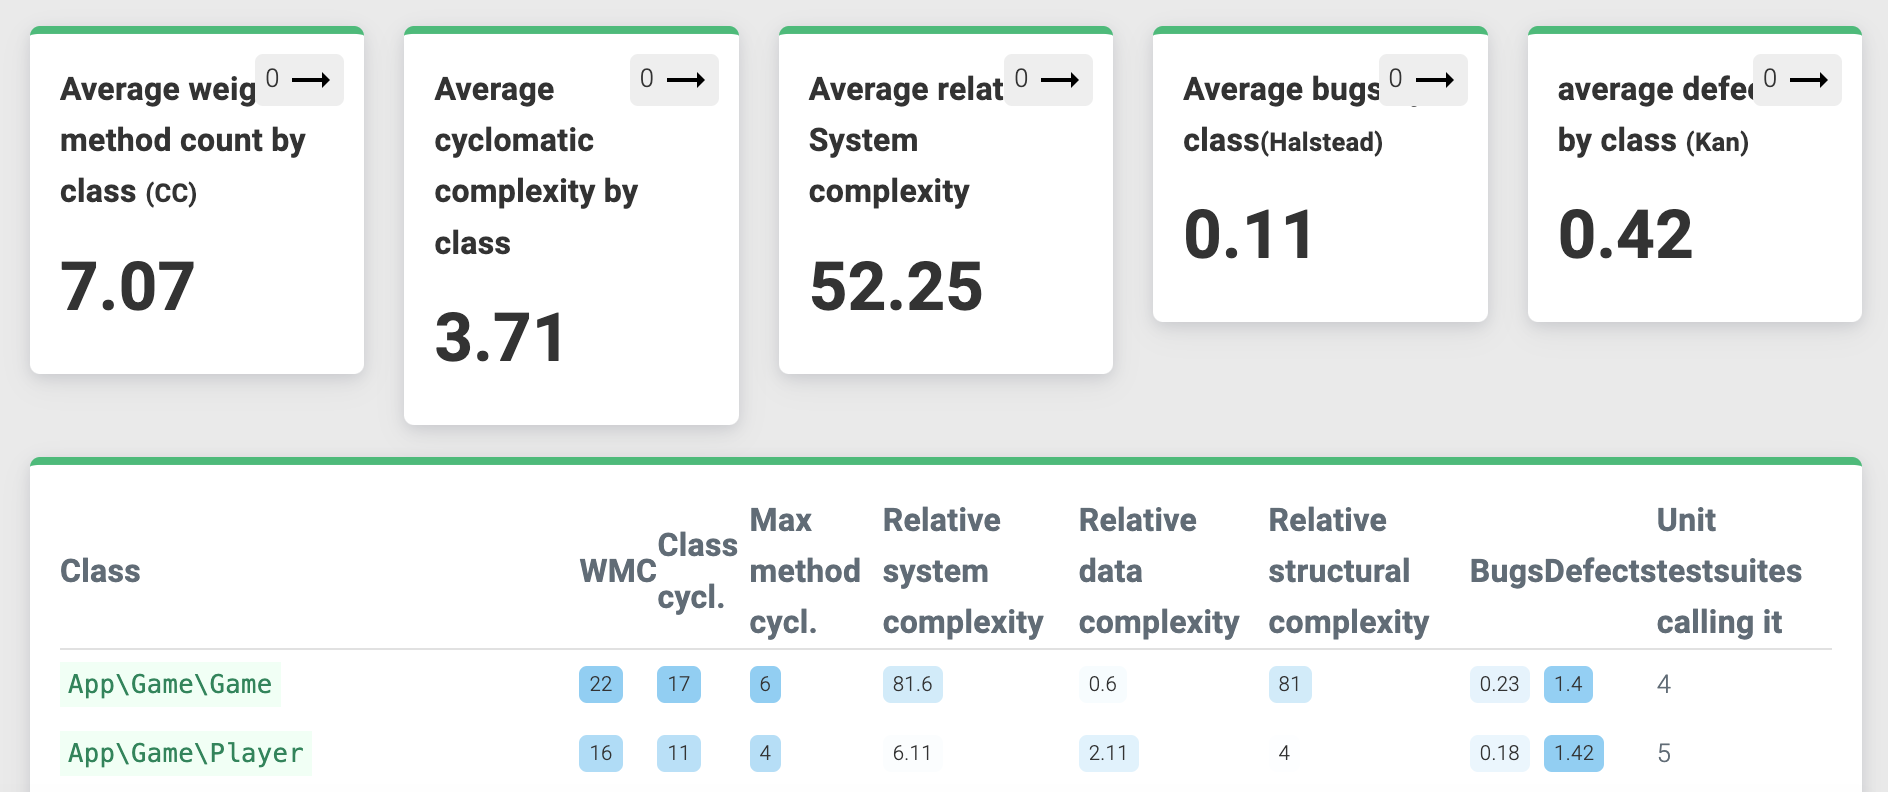 Average
0
method count by
class (CC)
7.07
Average
0
cyclomatic
complexity by
class
3.71
Average
0
System
complexity
52.25
Average bugs
0
class(Halstead)
0.11
average
0
by class (Kan)
0.42
Class
WMC
Class
cycl.
Max
method
cycl.
Relative
system
complexity
Relative
data
complexity
Relative
structural
complexity
Bugs
Defects
Unit
testsuites
calling it
App\Game\Game 22 17 6 81.6 0.6 81 0.23 1.4 4
App\Game\Player 16 11 4 6.11 2.11 4 0.18 1.42 5